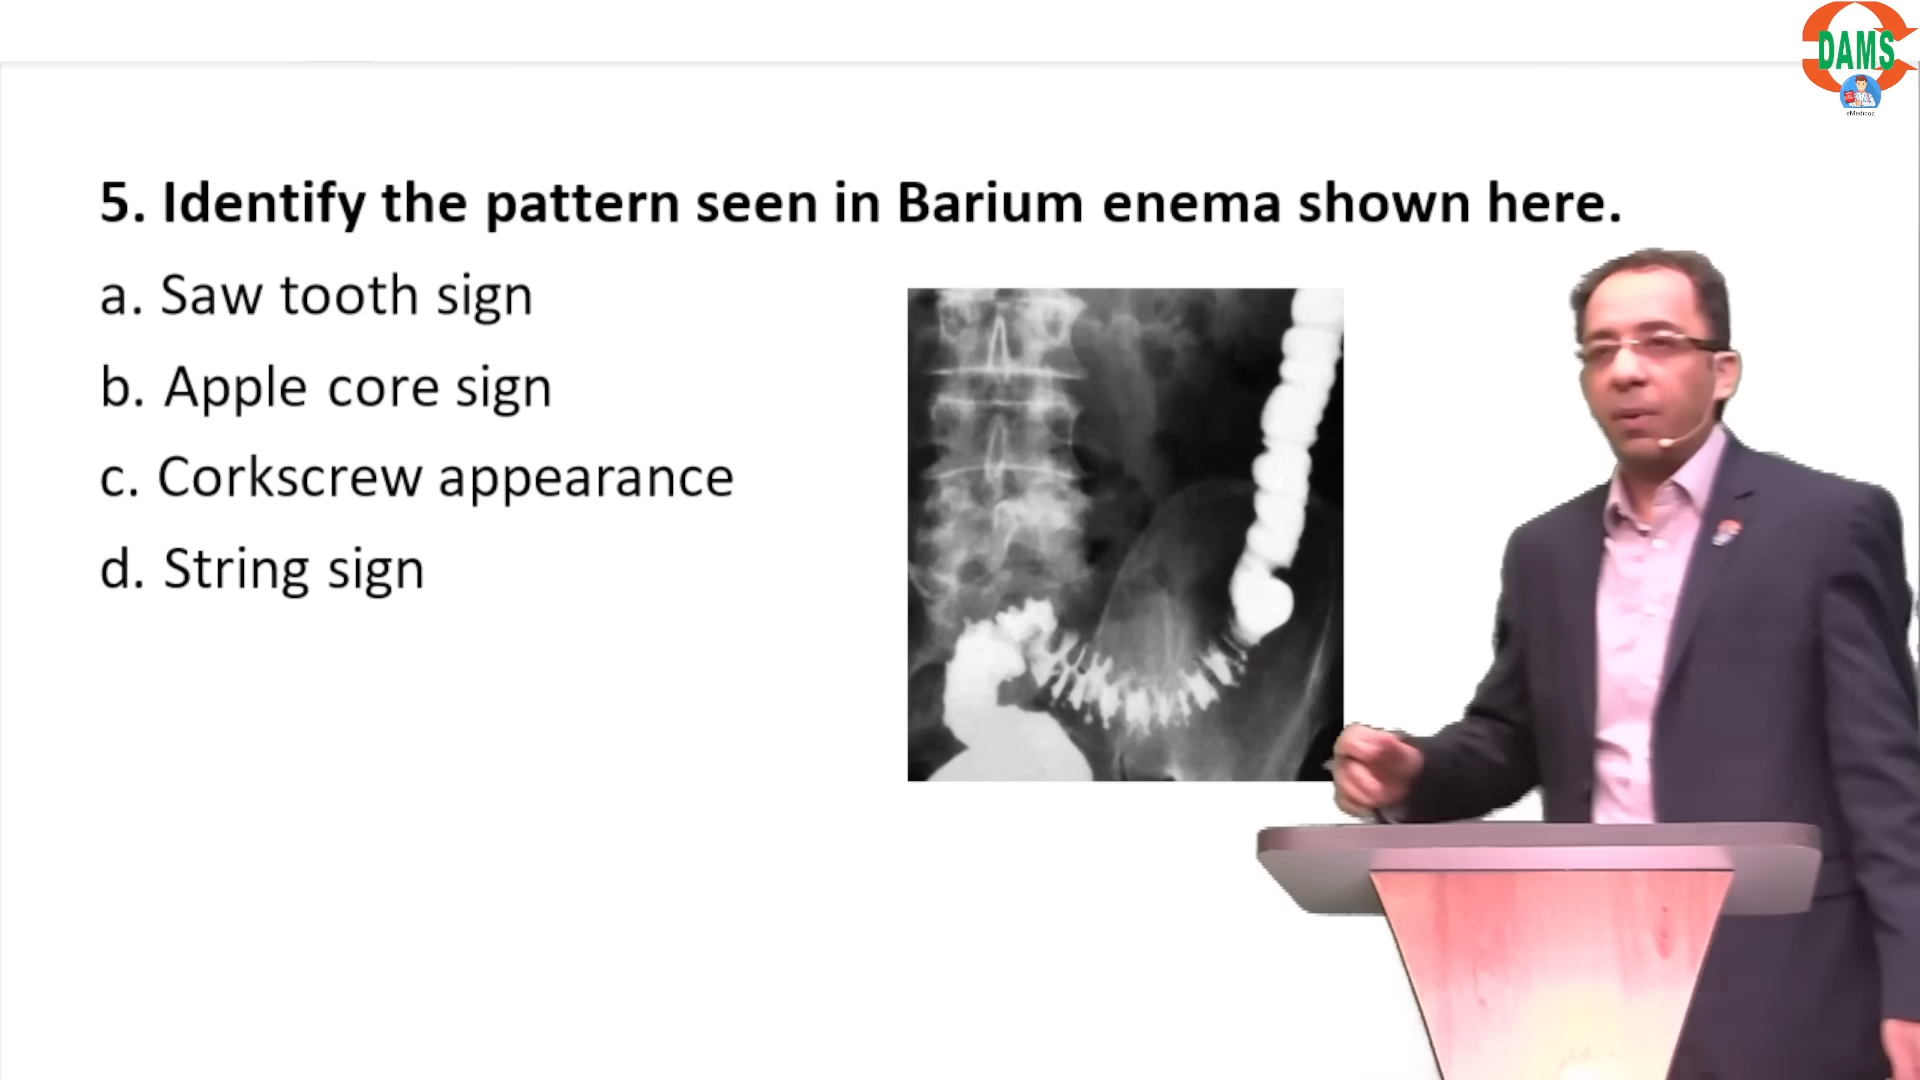 DAMS
eMedicoz
5. Identify the pattern seen in Barium enema shown here.
a. Saw tooth sign
b. Apple core sign
c. Corkscrew appearance
d. String sign